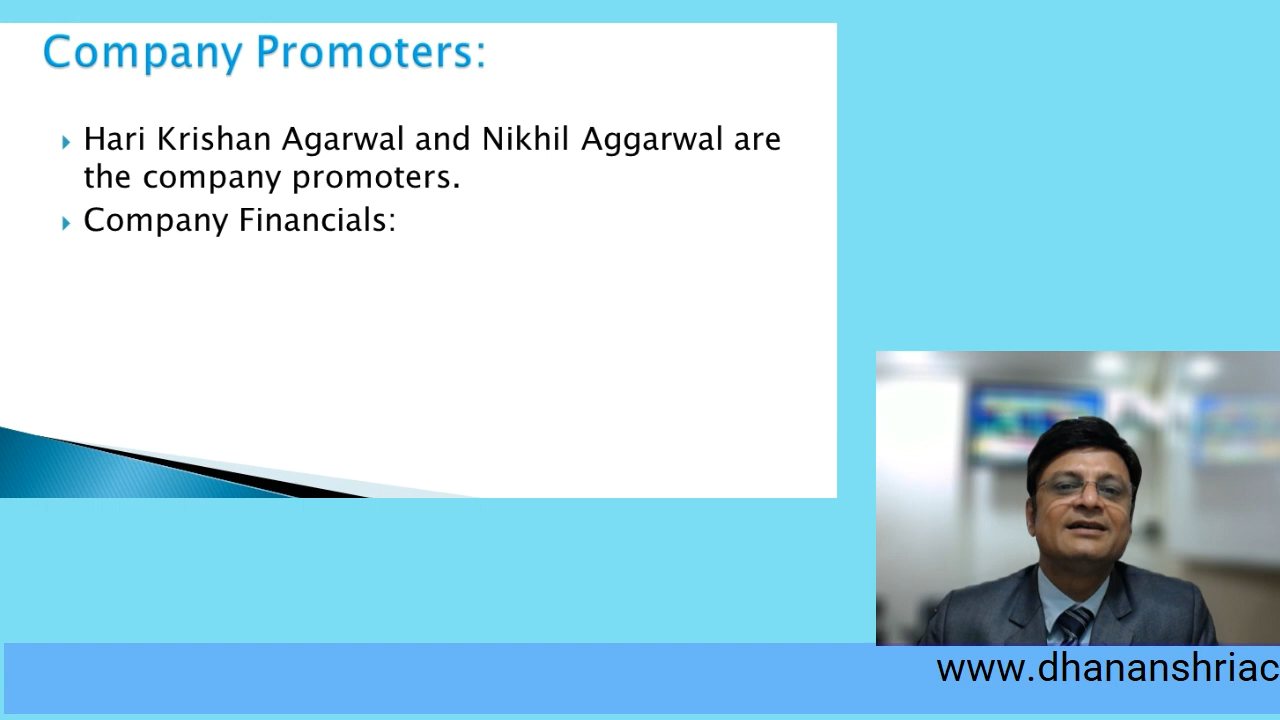 Company Promoters:
Hari Krishan Agarwal and Nikhil Aggarwal are
the company promoters.
Company Financials:
www.dhananshriac